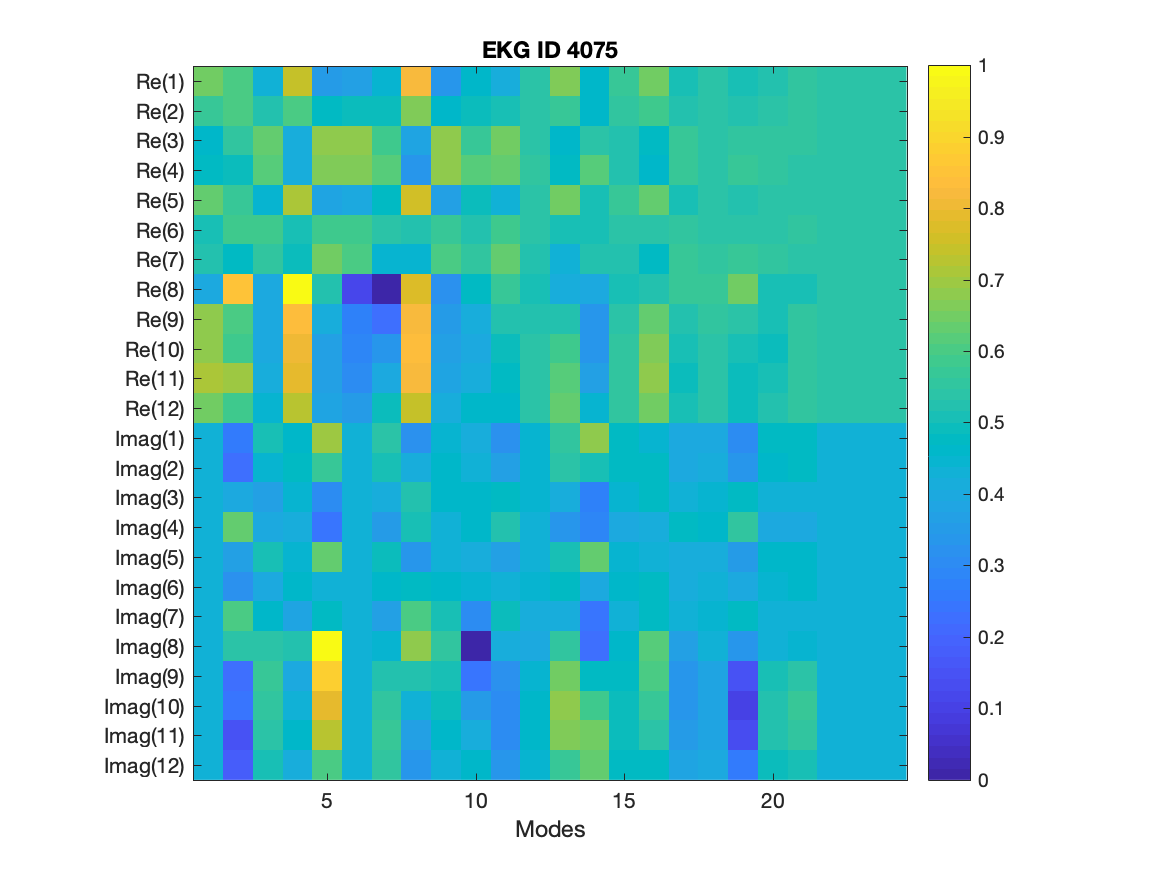 EKG ID 4075
Re(1)
Re(2)
Re(3)
Re(4)
Re(5)
Re(6)
Re(7)
Re(8)
Re(9)
Re(10)
Re(11)
Re(12)
Imag(1)
Imag(2)
Imag(3)
Imag(4)
Imag(5)
Imag(6)
Imag(7)
Imag(8)
Imag(9)
Imag(10)
Imag(11)
Imag(12)
5 10 15 20
Modes
1
0.9
0.8
0.7
0.6
0.5
0.4
0.3
0.2
0.1
0